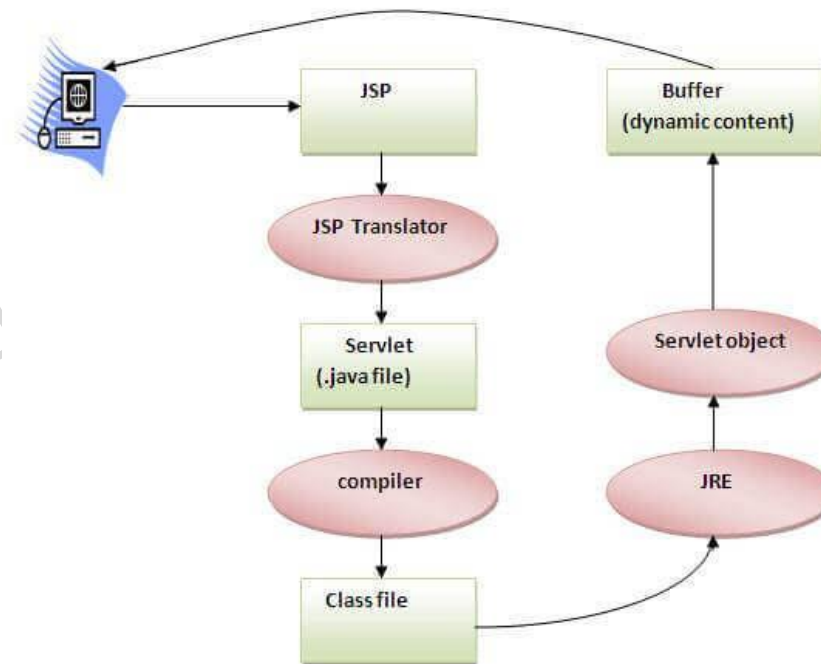 JSP
Buffer
(dynamic content)
JSP Translator
Servlet
(.java file)
Servlet object
compiler
JRE
Class file